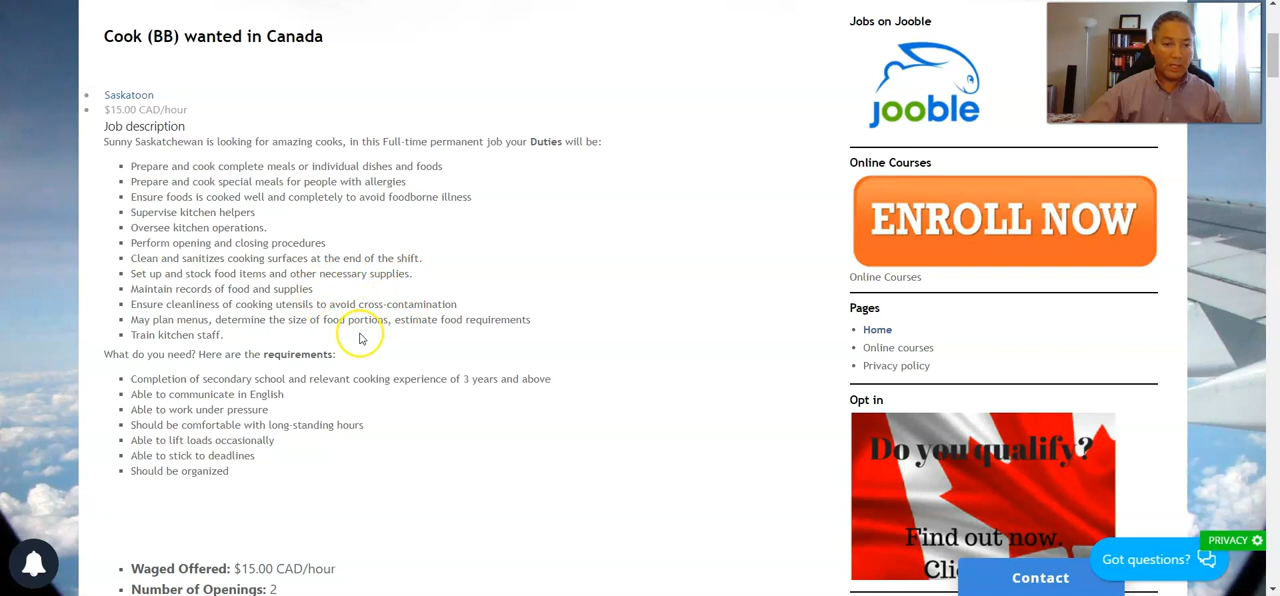 Cook (BB) wanted in Canada
Saskatoon
$15.00 CAD/hour
Job description
Sunny Saskatchewan is looking for amazing cooks, in this Full-time permanent job your Duties will be:
Prepare and cook complete meals or individual dishes and foods
Prepare and cook special meals for people with allergies
Ensure foods is cooked well and completely to avoid foodborne illness
Supervise kitchen helpers
Oversee kitchen operations.
Perform opening and closing procedures
Clean and sanitizes cooking surfaces at the end of the shift.
Set up and stock food items and other necessary supplies.
Maintain records of food and supplies
Ensure cleanliness of cooking utensils to avoid cross-contamination
May plan menus, determine the size of food portions, estimate food requirements
Train kitchen staff.
What do you need? Here are the requirements:
Completion of secondary school and relevant cooking experience of 3 years and above
Able to communicate in English
Able to work under pressure
Should be comfortable with long-standing hours
Able to lift loads occasionally
Able to stick to deadlines
Should be organized
Waged Offered: $15.00 CAD/hour
Number of Openings: 2
Jobs on Jooble
jooble
Online Courses
ENROLL NOW
Online Courses
Pages
Home
Online courses
Privacy policy
Opt in
Do you qualify?
Find out now.
Cli
PRIVACY
Got questions?
Contact